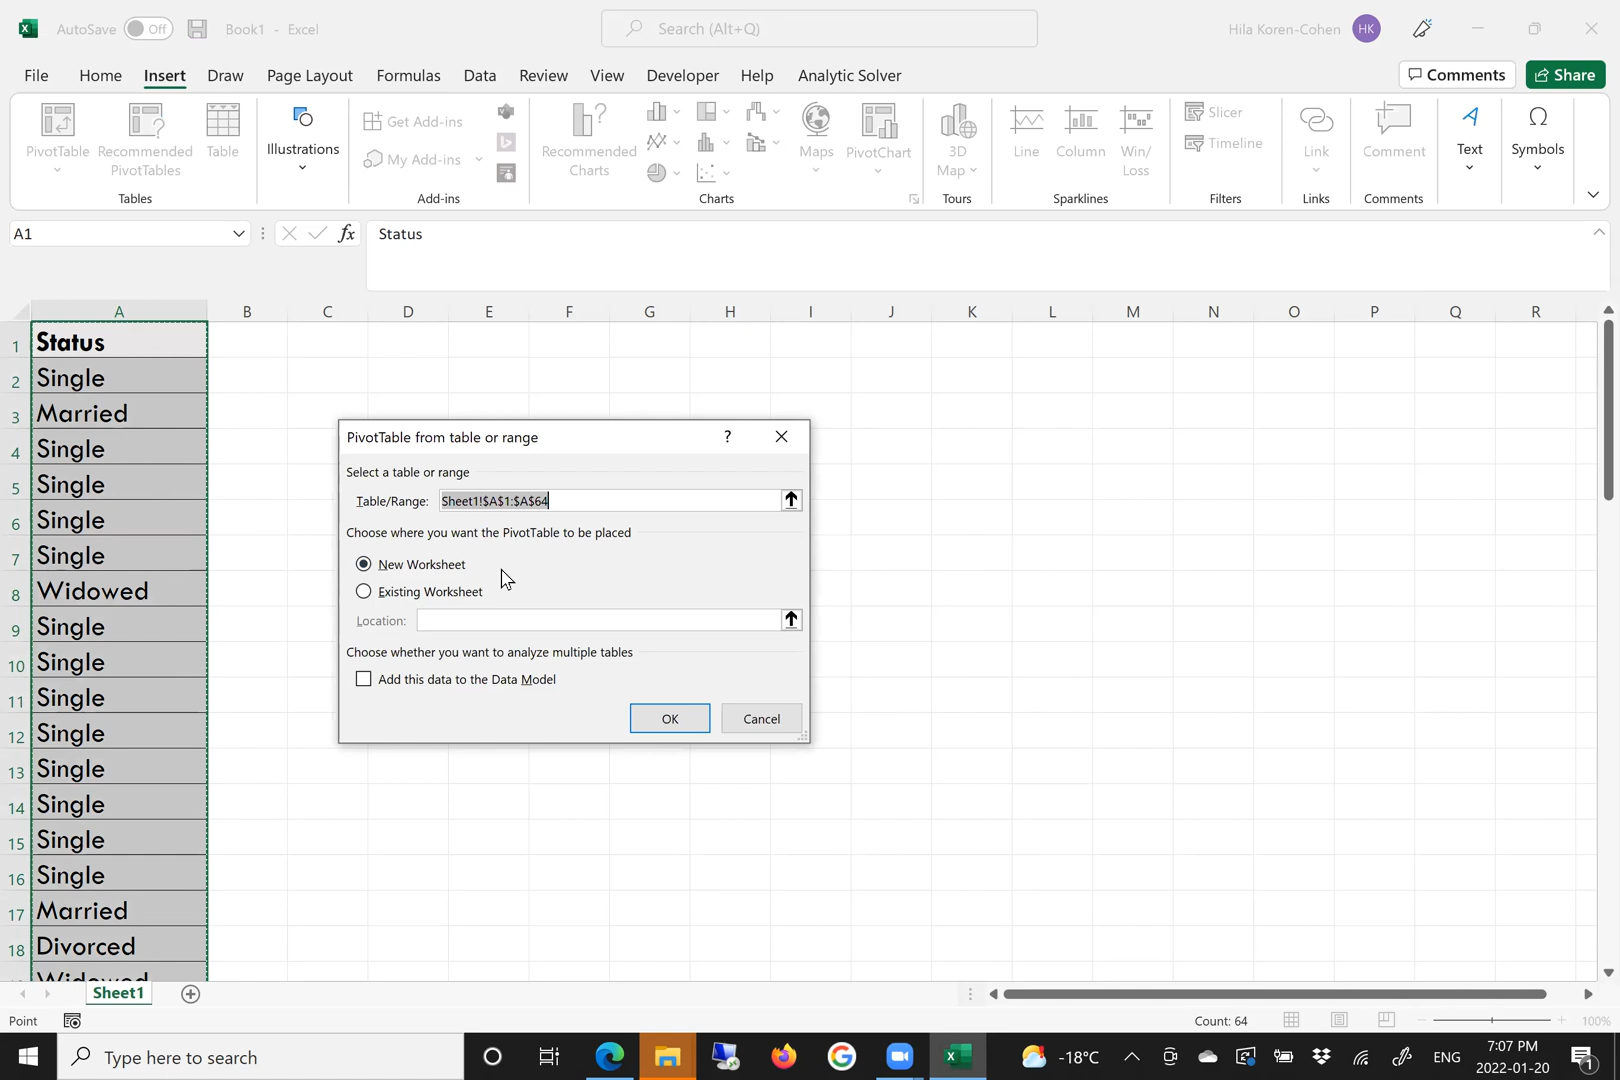 AutoSave Off Book1 - Excel Search (Alt+Q) Hila Koren-Cohen HK
File Home Insert Draw Page Layout Formulas Data Review View Developer Help Analytic Solver Comments Share
PivotTable Recommended PivotTables Table
Tables
Illustrations
Get Add-ins
My Add-ins
Add-ins
Recommended Charts
Maps PivotChart
Charts
3D Map
Tours
Line Column Win/Loss
Sparklines
Slicer
Timeline
Filters
Link
Links
Comment
Comments
Text
Symbols
A1 fx Status
A B C D E F G H I J K L M N O P Q R
1 Status
2 Single
3 Married
4 Single
5 Single
6 Single
7 Single
8 Widowed
9 Single
10 Single
11 Single
12 Single
13 Single
14 Single
15 Single
16 Single
17 Married
18 Divorced
Widowed
PivotTable from table or range ?
Select a table or range
Table/Range: Sheet1!$A$1:$A$64
Choose where you want the PivotTable to be placed
New Worksheet
Existing Worksheet
Location:
Choose whether you want to analyze multiple tables
Add this data to the Data Model
OK Cancel
Sheet1
Point Count: 64 100%
Type here to search -18°C ENG 7:07 PM
2022-01-20 1